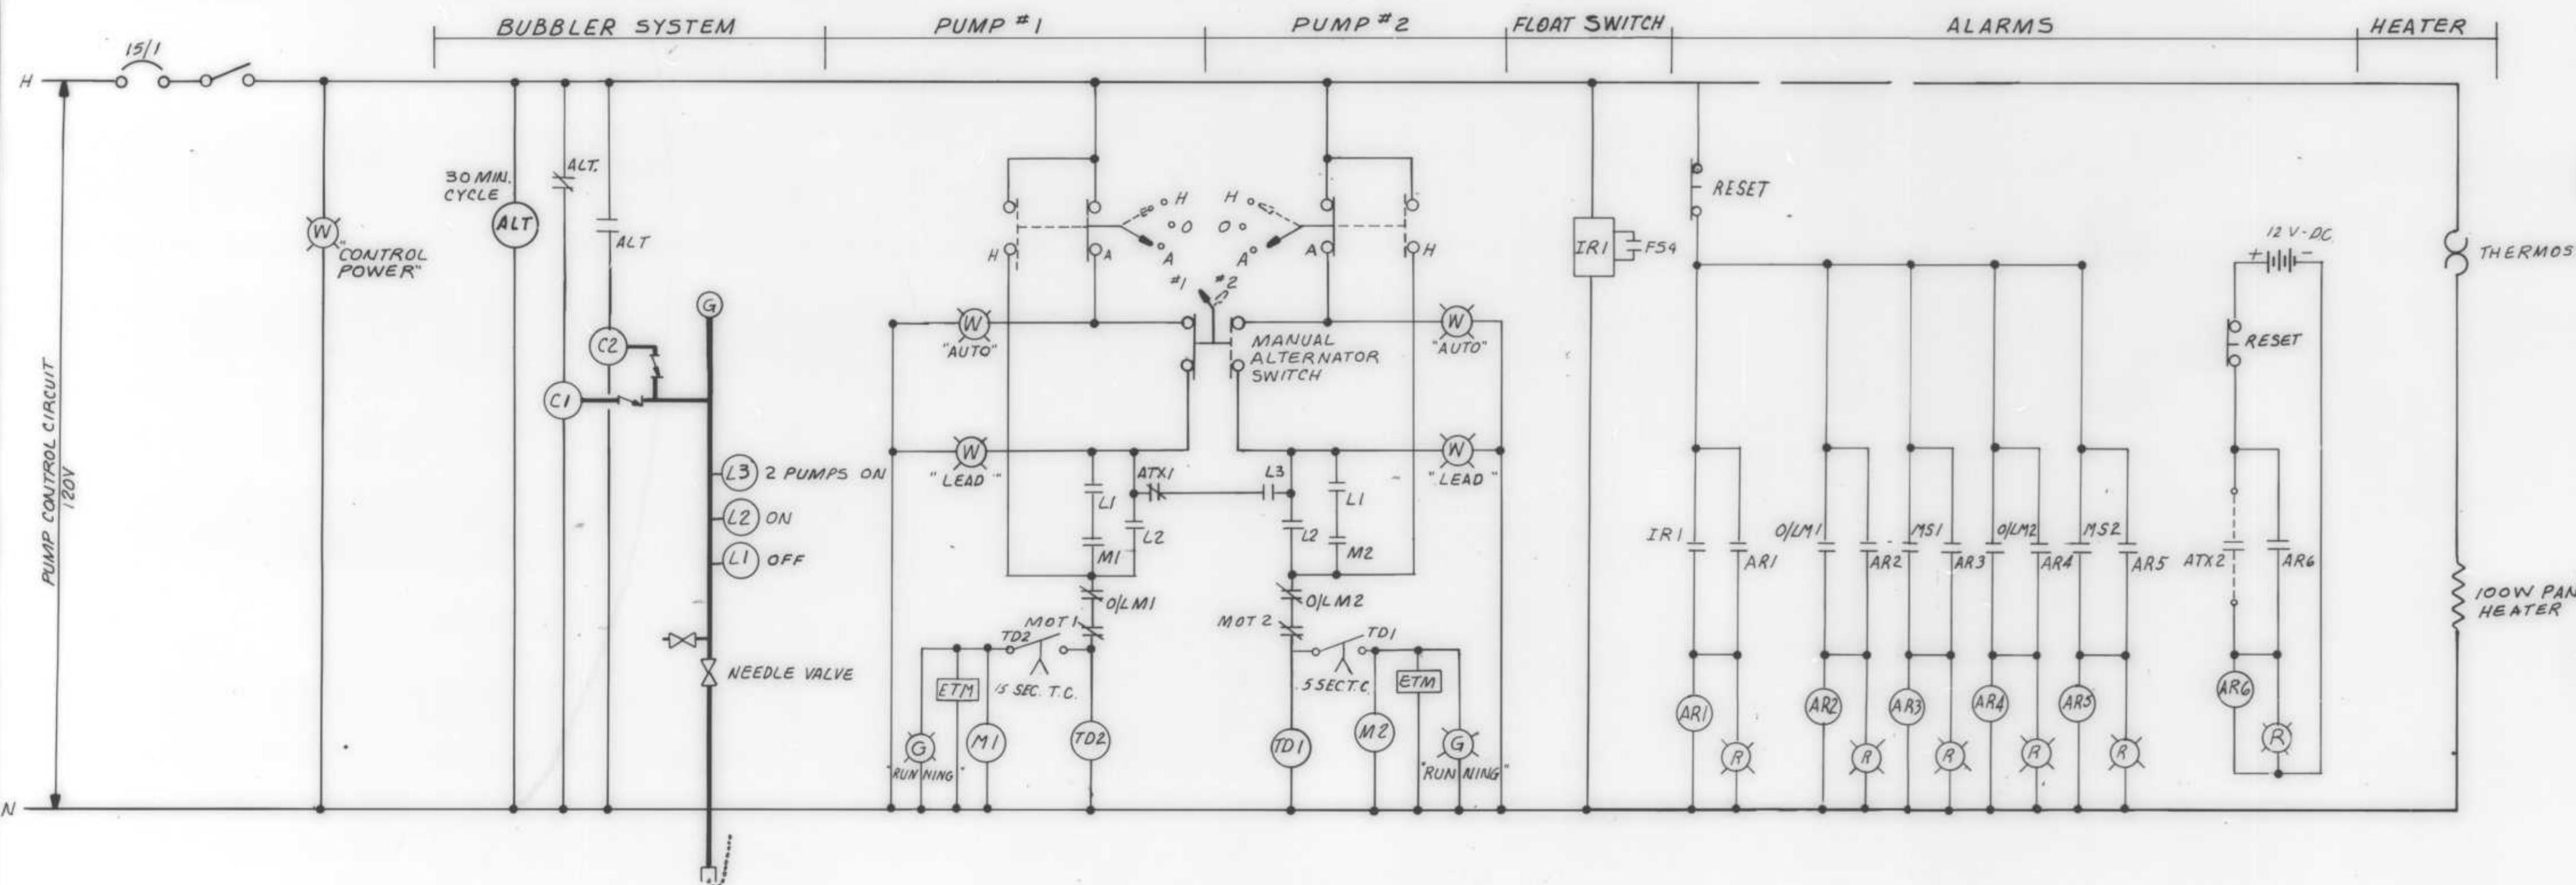 BUBBLER SYSTEM
PUMP #1
PUMP #2
FLOAT SWITCH
ALARMS
HEATER
H
15/1
PUMP CONTROL CIRCUIT
120V
N
W
"CONTROL
POWER"
30 MIN.
CYCLE
ALT
ALT.
ALT
C2
C1
G
L3 2 PUMPS ON
L2 ON
L1 OFF
NEEDLE VALVE
H
A
H
O
A
H
O
A
A
H
#1
#2
W
"AUTO"
MANUAL
ALTERNATOR
SWITCH
W
"AUTO"
W
"LEAD"
ATX1
L3
W
"LEAD"
L1
L2
M1
L2
L1
M2
O/LM1
MOT 1
TD2
15 SEC. T.C.
ETM
G
"RUNNING"
M1
TD2
O/LM2
MOT 2
TD1
5 SEC T.C.
ETM
TD1
M2
G
"RUNNING"
IR1
FS4
RESET
IR1
AR1
O/LM1
AR2
MS1
AR3
O/LM2
AR4
MS2
AR5
AR1
R
AR2
R
AR3
R
AR4
R
AR5
R
12 V-DC
+
-
RESET
ATX2
AR6
AR6
R
THERMOS
100W PAN
HEATER